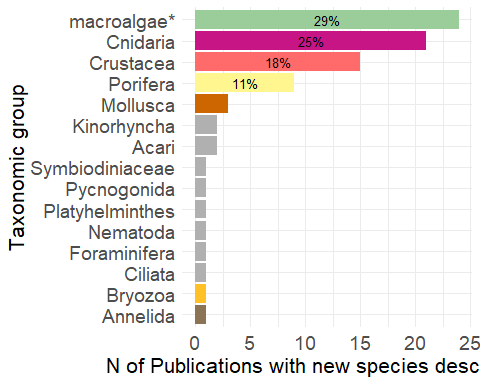 macroalgae*
29%
Cnidaria
25%
Crustacea
18%
Porifera
11%
Mollusca
Kinorhyncha
Acari
Symbiodiniaceae
Pycnogonida
Platyhelminthes
Nematoda
Foraminifera
Ciliata
Bryozoa
Annelida
Taxonomic group
0 5 10 15 20 25
N of Publications with new species desc